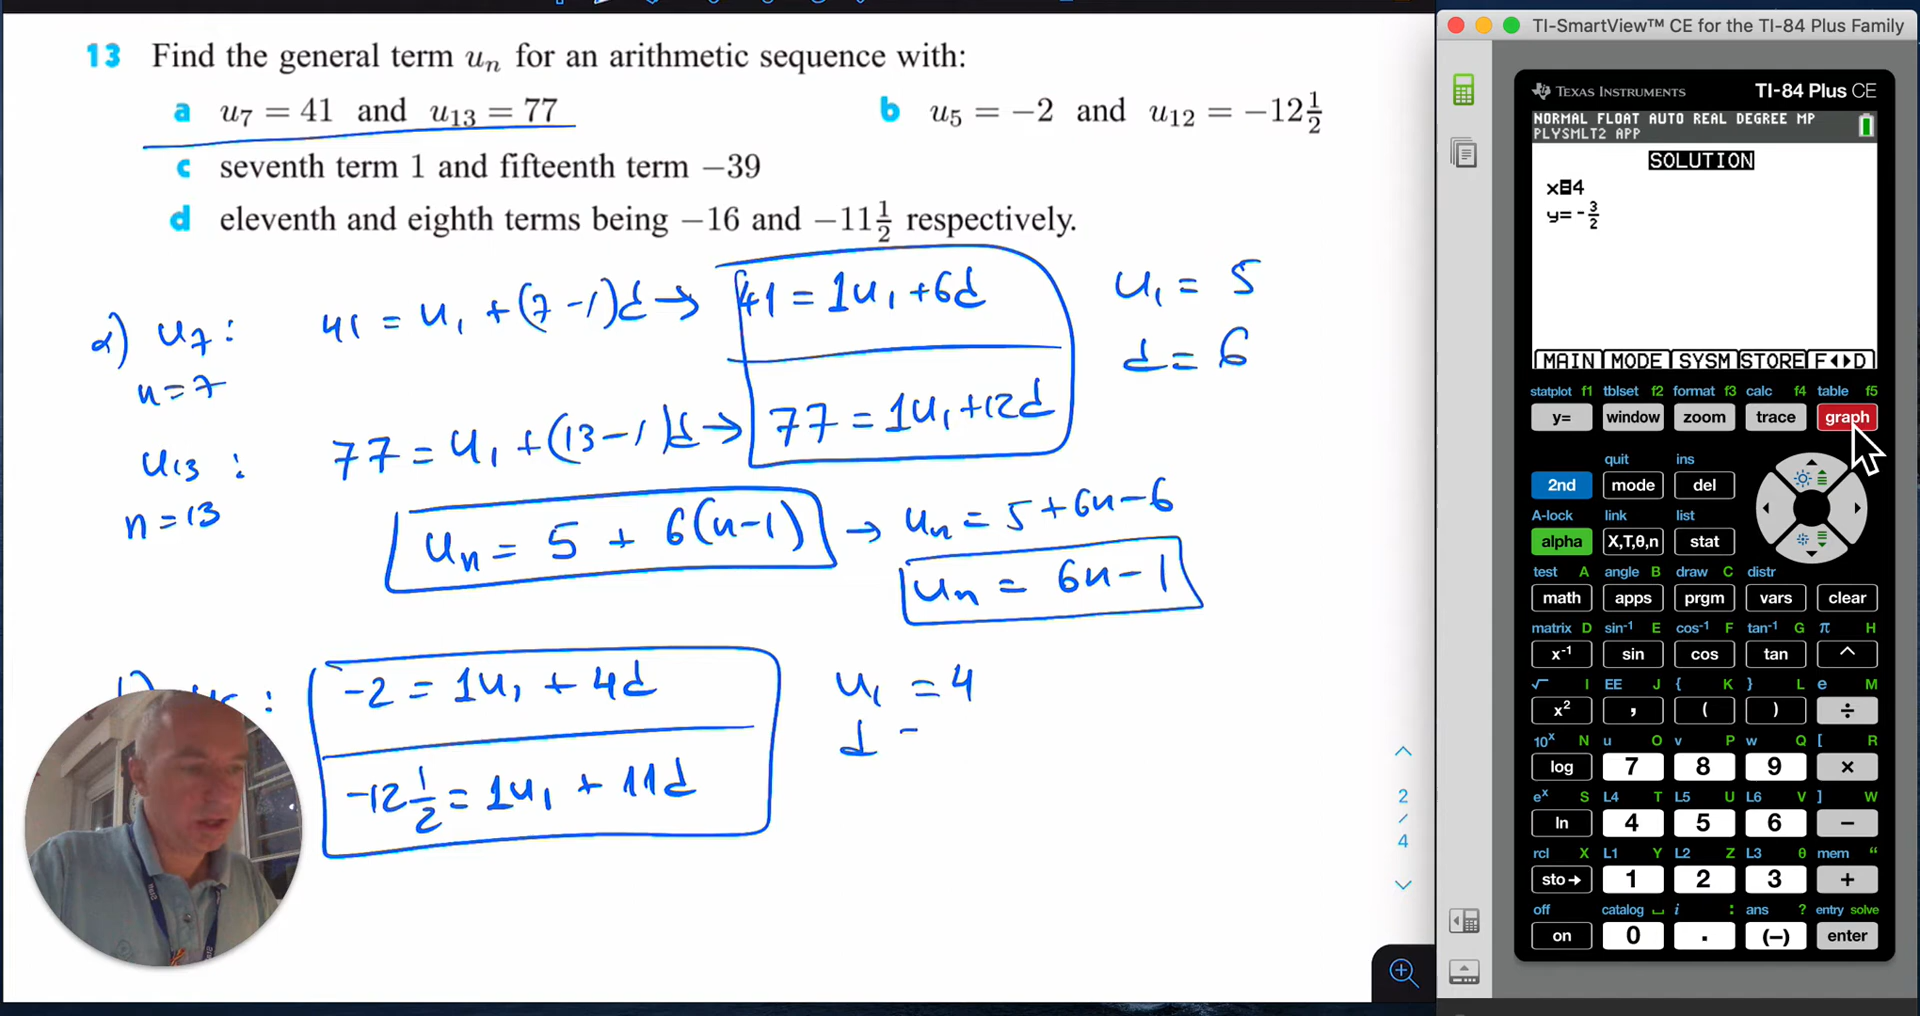 13 Find the general term uₙ for an arithmetic sequence with:
a u₇ = 41 and u₁₃ = 77
b u₅ = −2 and u₁₂ = −12 1/2
c seventh term 1 and fifteenth term −39
d eleventh and eighth terms being −16 and −11 1/2 respectively.
a) u₇ : 41 = u₁ + (7 −1)d → 41 = 1u₁ + 6d
n = 7
u₁ = 5
d = 6
u₁₃ : 77 = u₁ + (13 − 1)d → 77 = 1u₁ + 12d
n = 13
uₙ = 5 + 6(n−1) → uₙ = 5 + 6n − 6
uₙ = 6n − 1
: −2 = 1u₁ + 4d
−12 1/2 = 1u₁ + 11d
u₁ = 4
d -
2
/
4
TI-SmartView™ CE for the TI-84 Plus Family
TEXAS INSTRUMENTS TI-84 Plus CE
NORMAL FLOAT AUTO REAL DEGREE MP
PLYSMLT2 APP
SOLUTION
x=4
y=-3/2
MAIN MODE SYSM STORE F◄►D
statplot f1 tblset f2 format f3 calc f4 table f5
y= window zoom trace graph
quit ins
2nd mode del
A-lock link list
alpha X,T,θ,n stat
test A angle B draw C distr
math apps prgm vars clear
matrix D sin⁻¹ E cos⁻¹ F tan⁻¹ G π H
x⁻¹ sin cos tan ^
√ I EE J { K } L e M
x² , ( ) ÷
10ˣ N u O v P w Q [ R
log 7 8 9 ×
eˣ S L4 T L5 U L6 V ] W
ln 4 5 6 −
rcl X L1 Y L2 Z L3 θ mem “
sto→ 1 2 3 +
off catalog ⎵ i : ans ? entry solve
on 0 . (−) enter